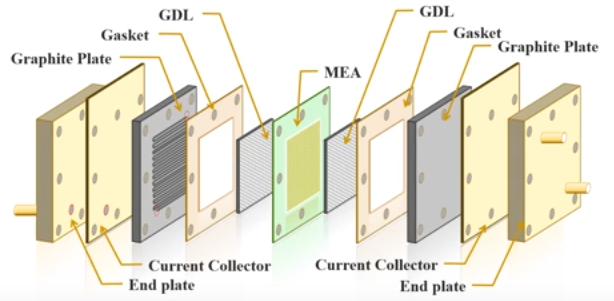 GDL
GDL
Gasket
Gasket
Graphite Plate
Graphite Plate
MEA
Current Collector
Current Collector
End plate
End plate